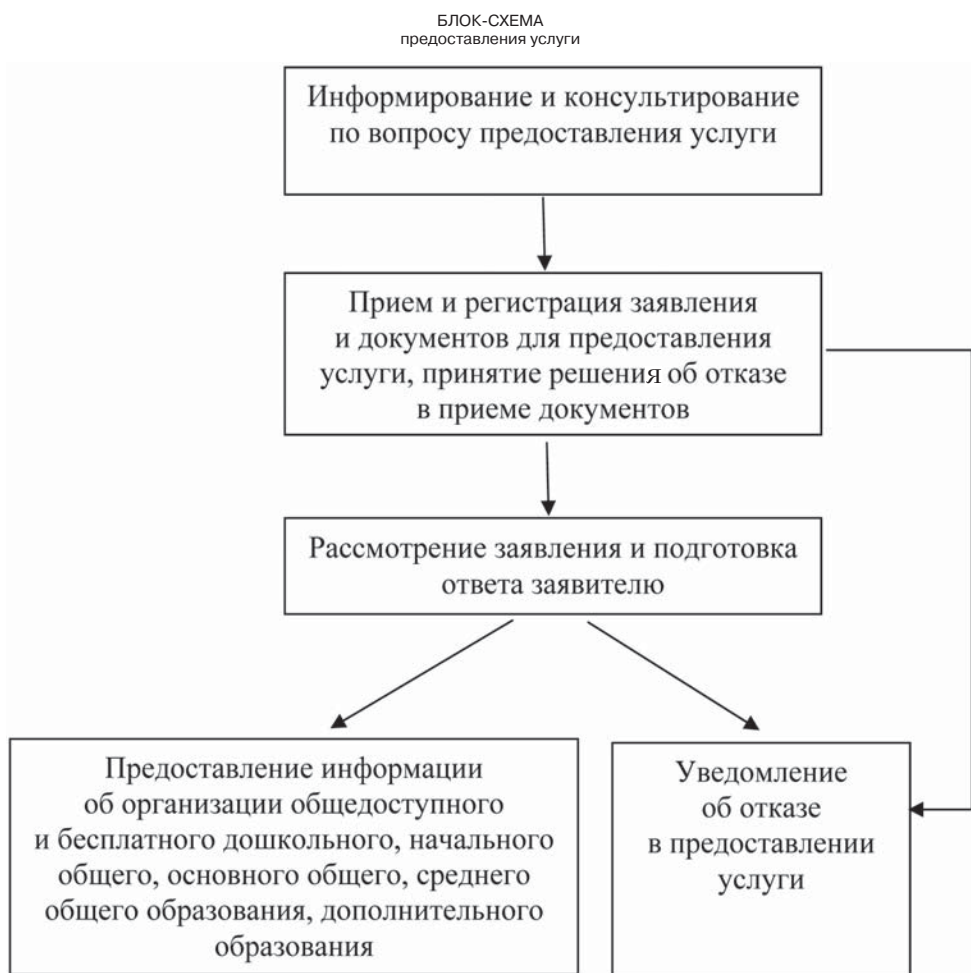 БЛОК-СХЕМА
предоставления услуги
Информирование и консультирование
по вопросу предоставления услуги
Прием и регистрация заявления
и документов для предоставления
услуги, принятие решения об отказе
в приеме документов
Рассмотрение заявления и подготовка
ответа заявителю
Предоставление информации
об организации общедоступного
и бесплатного дошкольного, начального
общего, основного общего, среднего
общего образования, дополнительного
образования
Уведомление
об отказе
в предоставлении
услуги